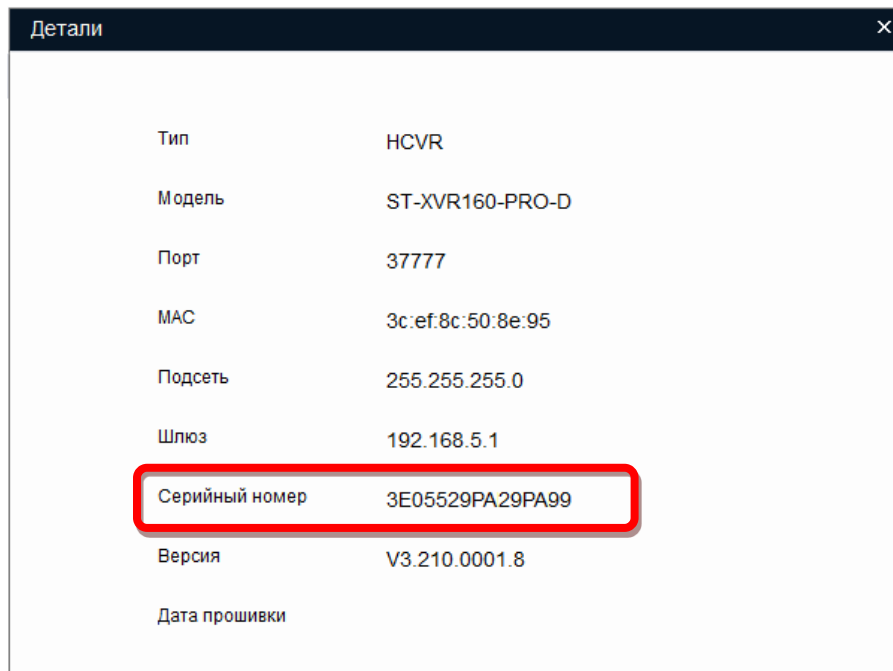 Детали
Тип HCVR
Модель ST-XVR160-PRO-D
Порт 37777
MAC 3c:ef:8c:50:8e:95
Подсеть 255.255.255.0
Шлюз 192.168.5.1
Серийный номер 3E05529PA29PA99
Версия V3.210.0001.8
Дата прошивки